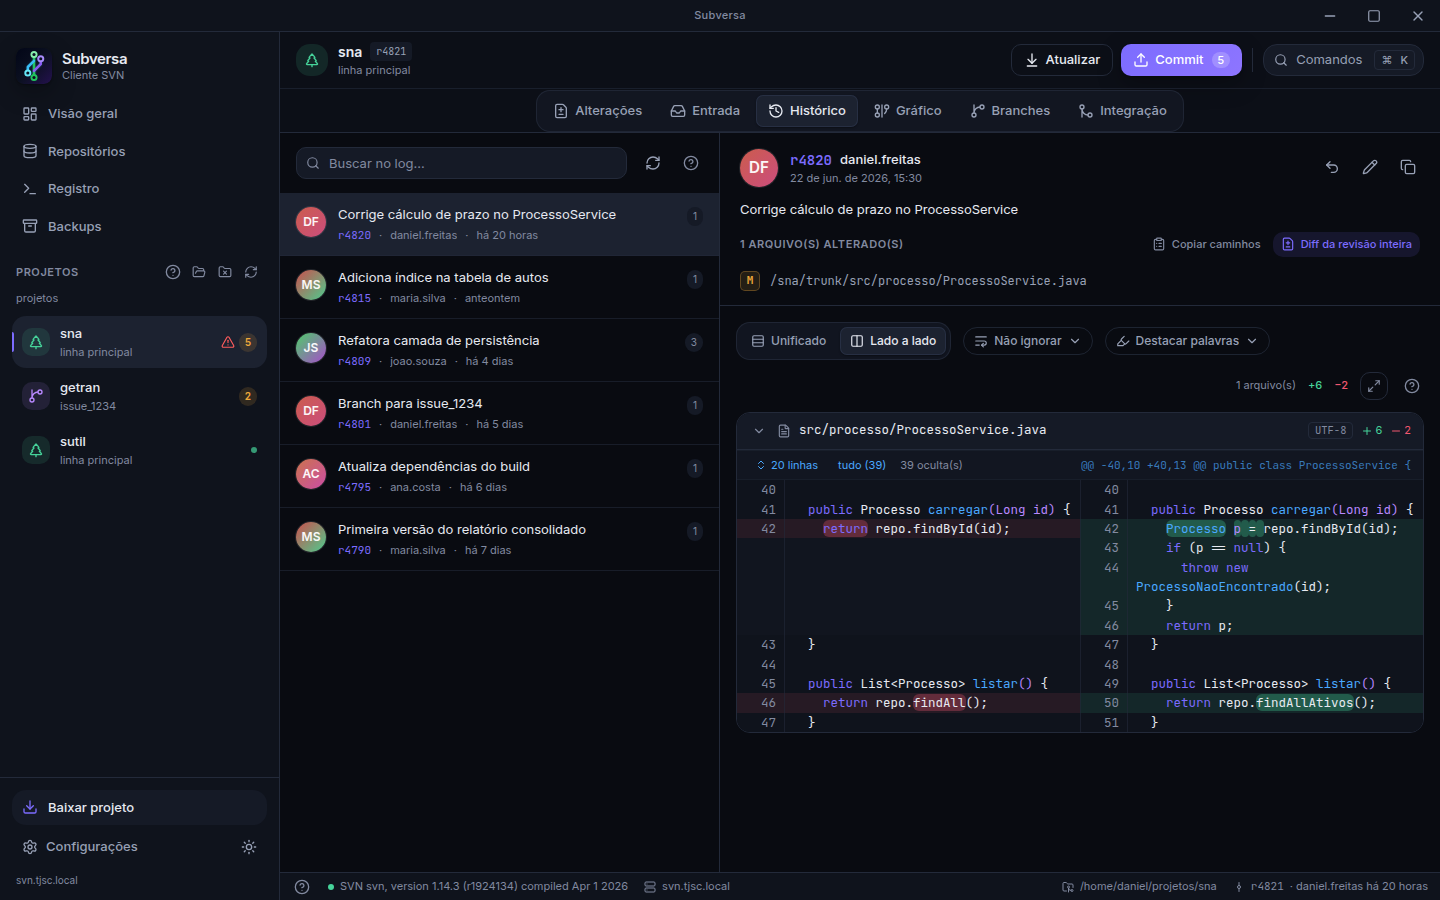 Subversa
Subversa
Cliente SVN
Visão geral
Repositórios
Registro
Backups
PROJETOS
projetos
sna
linha principal
5
getran
issue_1234
2
sutil
linha principal
Baixar projeto
Configurações
svn.tjsc.local
sna r4821
linha principal
Atualizar
Commit 5
Comandos ⌘ K
Alterações
Entrada
Histórico
Gráfico
Branches
Integração
Buscar no log...
DF
Corrige cálculo de prazo no ProcessoService
1
r4820 · daniel.freitas · há 20 horas
MS
Adiciona índice na tabela de autos
1
r4815 · maria.silva · anteontem
JS
Refatora camada de persistência
3
r4809 · joao.souza · há 4 dias
DF
Branch para issue_1234
1
r4801 · daniel.freitas · há 5 dias
AC
Atualiza dependências do build
1
r4795 · ana.costa · há 6 dias
MS
Primeira versão do relatório consolidado
1
r4790 · maria.silva · há 7 dias
DF
r4820 daniel.freitas
22 de jun. de 2026, 15:30
Corrige cálculo de prazo no ProcessoService
1 ARQUIVO(S) ALTERADO(S)
Copiar caminhos
Diff da revisão inteira
M /sna/trunk/src/processo/ProcessoService.java
Unificado
Lado a lado
Não ignorar
Destacar palavras
1 arquivo(s) +6 −2
src/processo/ProcessoService.java
UTF-8 + 6 − 2
20 linhas tudo (39) 39 oculta(s) @@ -40,10 +40,13 @@ public class ProcessoService {
40
41 public Processo carregar(Long id) {
42 return repo.findById(id);
43 }
44
45 public List<Processo> listar() {
46 return repo.findAll();
47 }
40
41 public Processo carregar(Long id) {
42 Processo p = repo.findById(id);
43 if (p == null) {
44 throw new
ProcessoNaoEncontrado(id);
45 }
46 return p;
47 }
48
49 public List<Processo> listar() {
50 return repo.findAllAtivos();
51 }
SVN svn, version 1.14.3 (r1924134) compiled Apr 1 2026
svn.tjsc.local
/home/daniel/projetos/sna
r4821 · daniel.freitas há 20 horas